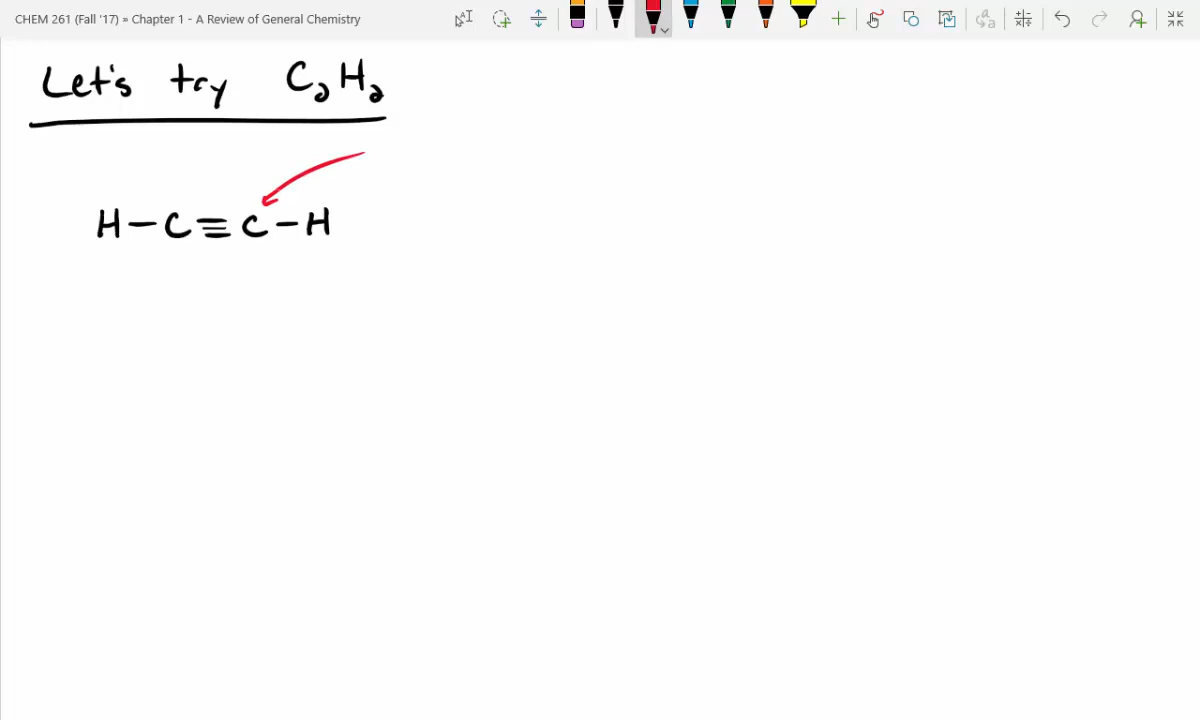 CHEM 261 (Fall '17) » Chapter 1 - A Review of General Chemistry
Let's try C₂H₂
H–C≡C–H